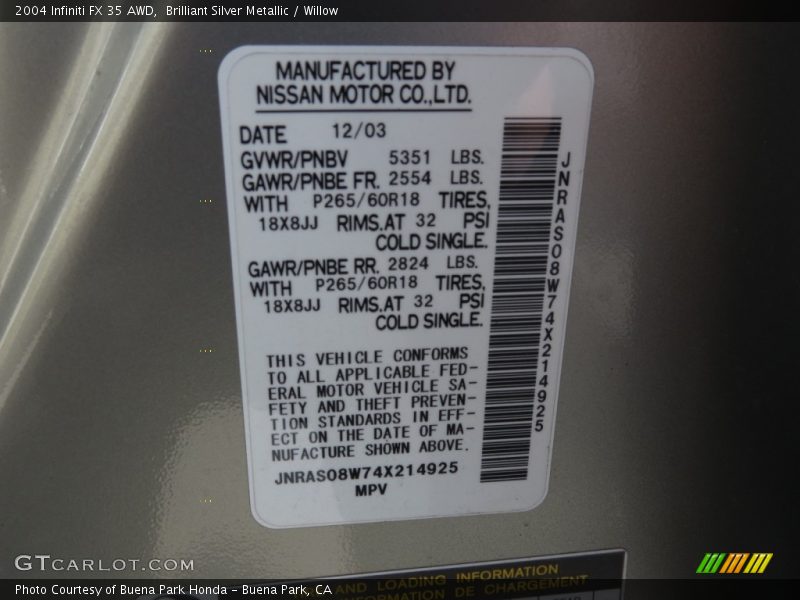 2004 Infiniti FX 35 AWD,  Brilliant Silver Metallic / Willow
MANUFACTURED BY
NISSAN MOTOR CO.,LTD.
DATE 12/03
GVWR/PNBV 5351 LBS.
GAWR/PNBE FR. 2554 LBS.
WITH P265/60R18 TIRES,
18X8JJ RIMS.AT 32 PSI
COLD SINGLE.
GAWR/PNBE RR. 2824 LBS.
WITH P265/60R18 TIRES,
18X8JJ RIMS.AT 32 PSI
COLD SINGLE.
THIS VEHICLE CONFORMS
TO ALL APPLICABLE FED-
ERAL MOTOR VEHICLE SA-
FETY AND THEFT PREVEN-
TION STANDARDS IN EFF-
ECT ON THE DATE OF MA-
NUFACTURE SHOWN ABOVE.
JNRAS08W74X214925
MPV
JNRAS08W74X214925
AND LOADING INFORMATION
DE CHARGEMENT
GTCARLOT.COM
Photo Courtesy of Buena Park Honda - Buena Park, CA